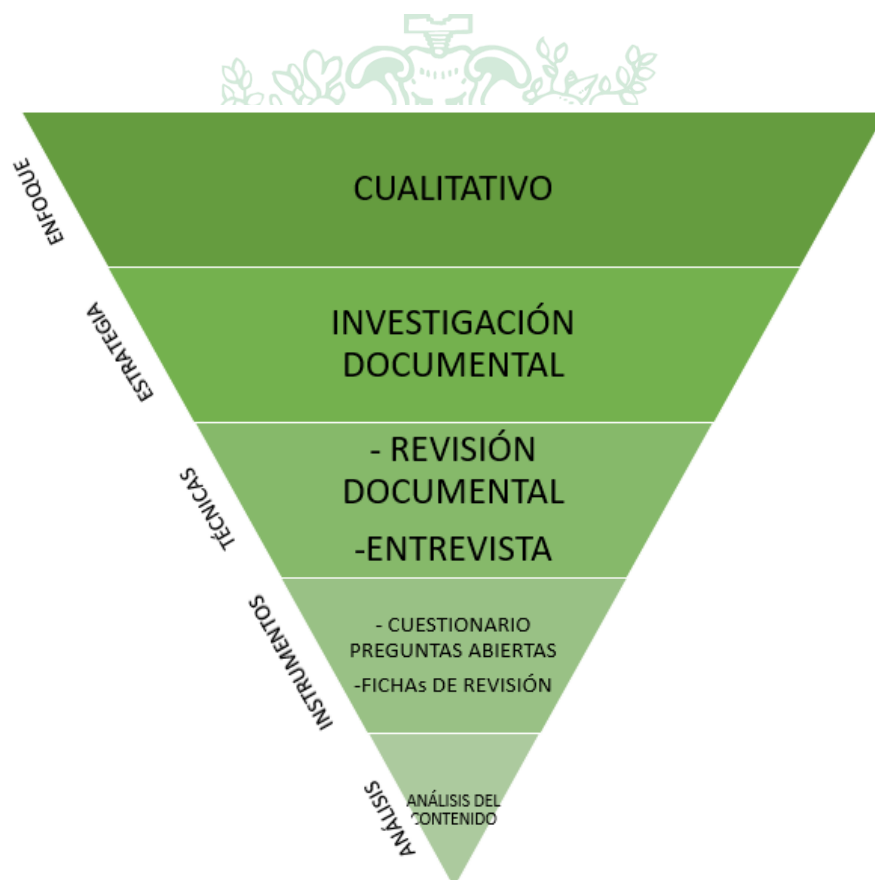 ENFOQUE
CUALITATIVO
ESTRATEGIA
INVESTIGACIÓN
DOCUMENTAL
TÉCNICAS
- REVISIÓN
DOCUMENTAL
-ENTREVISTA
INSTRUMENTOS
- CUESTIONARIO
PREGUNTAS ABIERTAS
-FICHAs DE REVISIÓN
ANÁLISIS
ANÁLISIS DEL
CONTENIDO